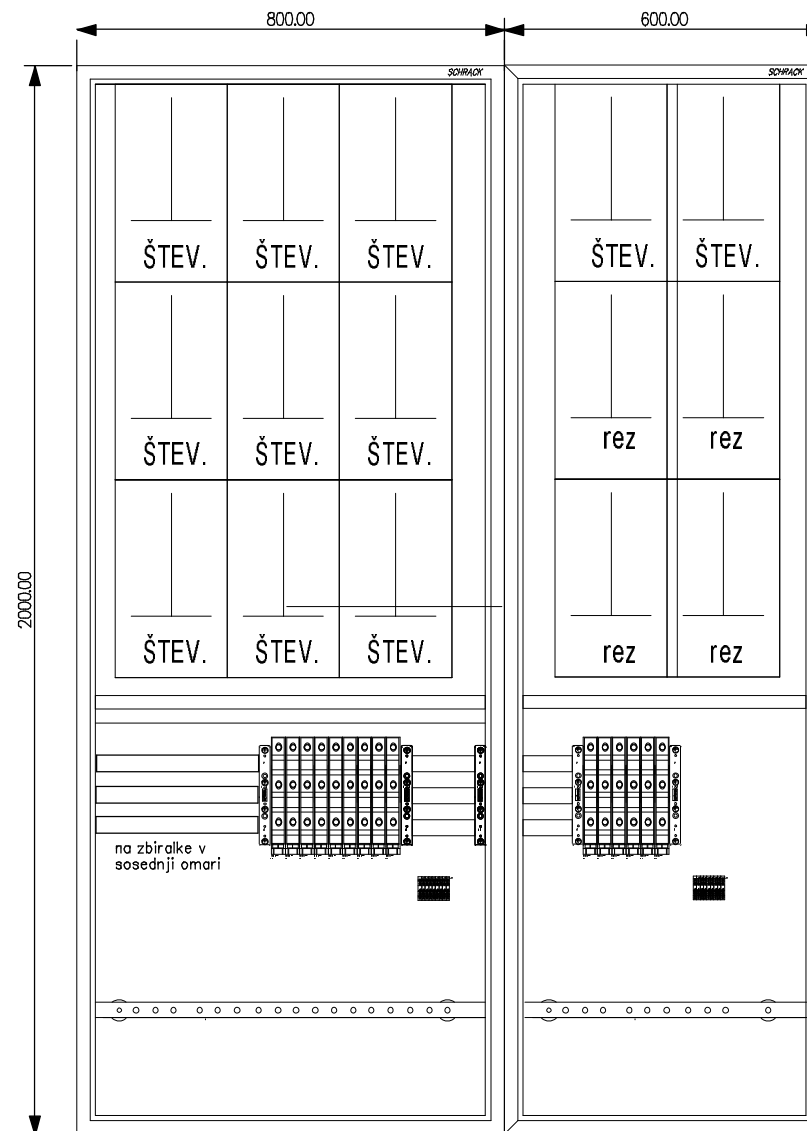 800.00
600.00
SCHRACK
SCHRACK
ŠTEV. ŠTEV. ŠTEV. ŠTEV. ŠTEV.
ŠTEV. ŠTEV. ŠTEV. rez rez
ŠTEV. ŠTEV. ŠTEV. rez rez
2000.00
na zbiralke v
sosednji omari